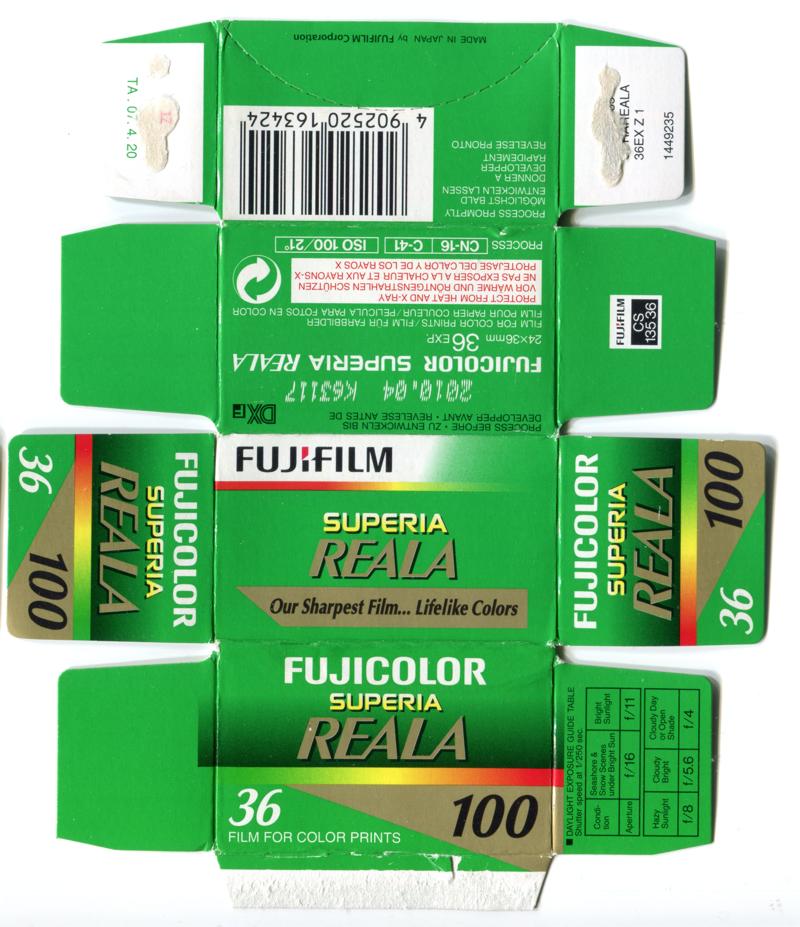 MADE IN JAPAN by FUJIFILM Corporation
4 902520 163424
PROCESS PROMPTLY
MÖGLICHST BALD
ENTWICKELN LASSEN
DONNER A
DEVELOPPER
RAPIDEMENT
REVELESE PRONTO
TA. 07. 4. 20
12
REALA
36EX Z 1
1449235
PROCESS CN-16 C-41 ISO 100/21°
PROTECT FROM HEAT AND X-RAY
VOR WÄRME UND RÖNTGENSTRAHLEN SCHÜTZEN
NE PAS EXPOSER A LA CHALEUR ET AUX RAYONS-X
PROTEJASE DEL CALOR Y DE LOS RAYOS X
FILM FOR COLOR PRINTS/FILM FÜR FARBBILDER
FILM POUR PAPIER COULEUR/PELÍCULA PARA FOTOS EN COLOR
24×36mm 36 EXP.
FUJICOLOR SUPERIA REALA
2010.04 K63117
PROCESS BEFORE • ZU ENTWICKELN BIS
DEVELOPPER AVANT • REVELESE ANTES DE
DX
FUJIFILM
CS
135 36
FUJICOLOR
SUPERIA
REALA
36
100
FUJIFILM
SUPERIA
REALA
Our Sharpest Film... Lifelike Colors
FUJICOLOR
SUPERIA
REALA
100
36
FUJICOLOR
SUPERIA
REALA
36
100
FILM FOR COLOR PRINTS
■ DAYLIGHT EXPOSURE GUIDE TABLE
Shutter speed at 1/250 sec.
Condi-
tion
Seashore &
Snow Scenes
under Bright Sun
Bright
Sunlight
Aperture
f/16
f/11
Hazy
Sunlight
Cloudy
Bright
Cloudy Day
or Open
Shade
f/8
f/5.6
f/4